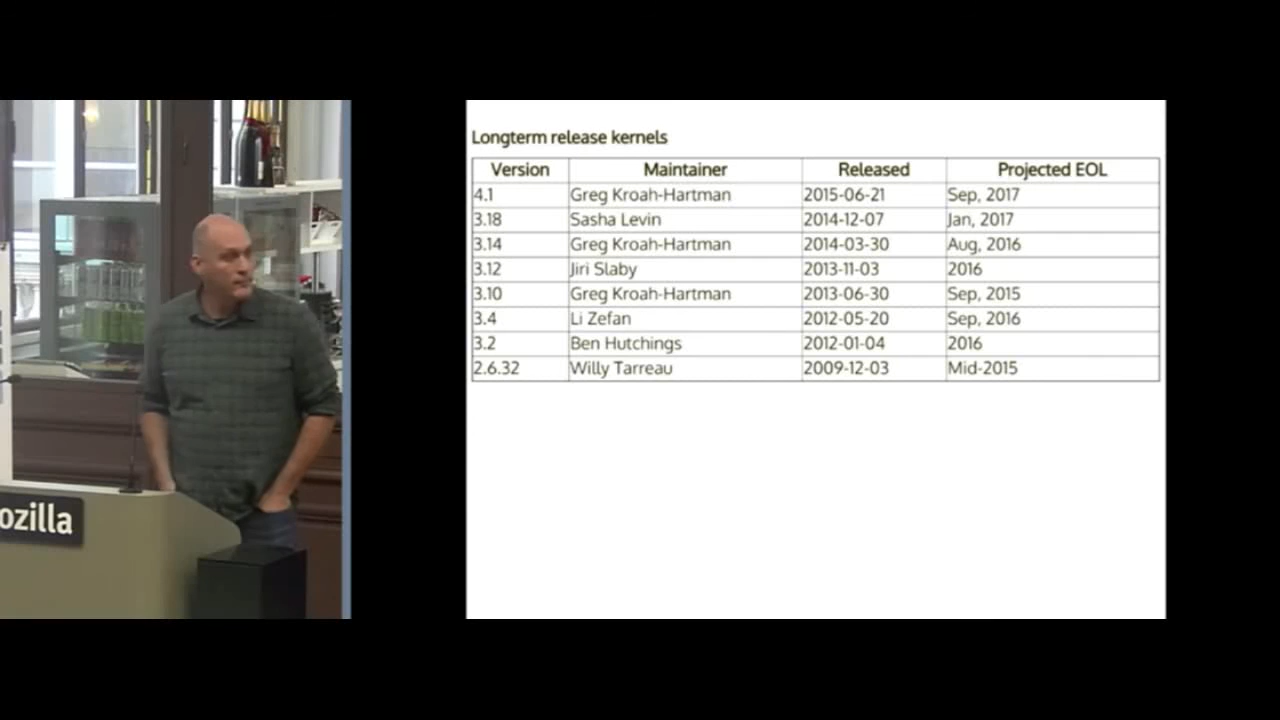 Longterm release kernels
Version Maintainer Released Projected EOL
4.1 Greg Kroah-Hartman 2015-06-21 Sep, 2017
3.18 Sasha Levin 2014-12-07 Jan, 2017
3.14 Greg Kroah-Hartman 2014-03-30 Aug, 2016
3.12 Jiri Slaby 2013-11-03 2016
3.10 Greg Kroah-Hartman 2013-06-30 Sep, 2015
3.4 Li Zefan 2012-05-20 Sep, 2016
3.2 Ben Hutchings 2012-01-04 2016
2.6.32 Willy Tarreau 2009-12-03 Mid-2015
ozilla